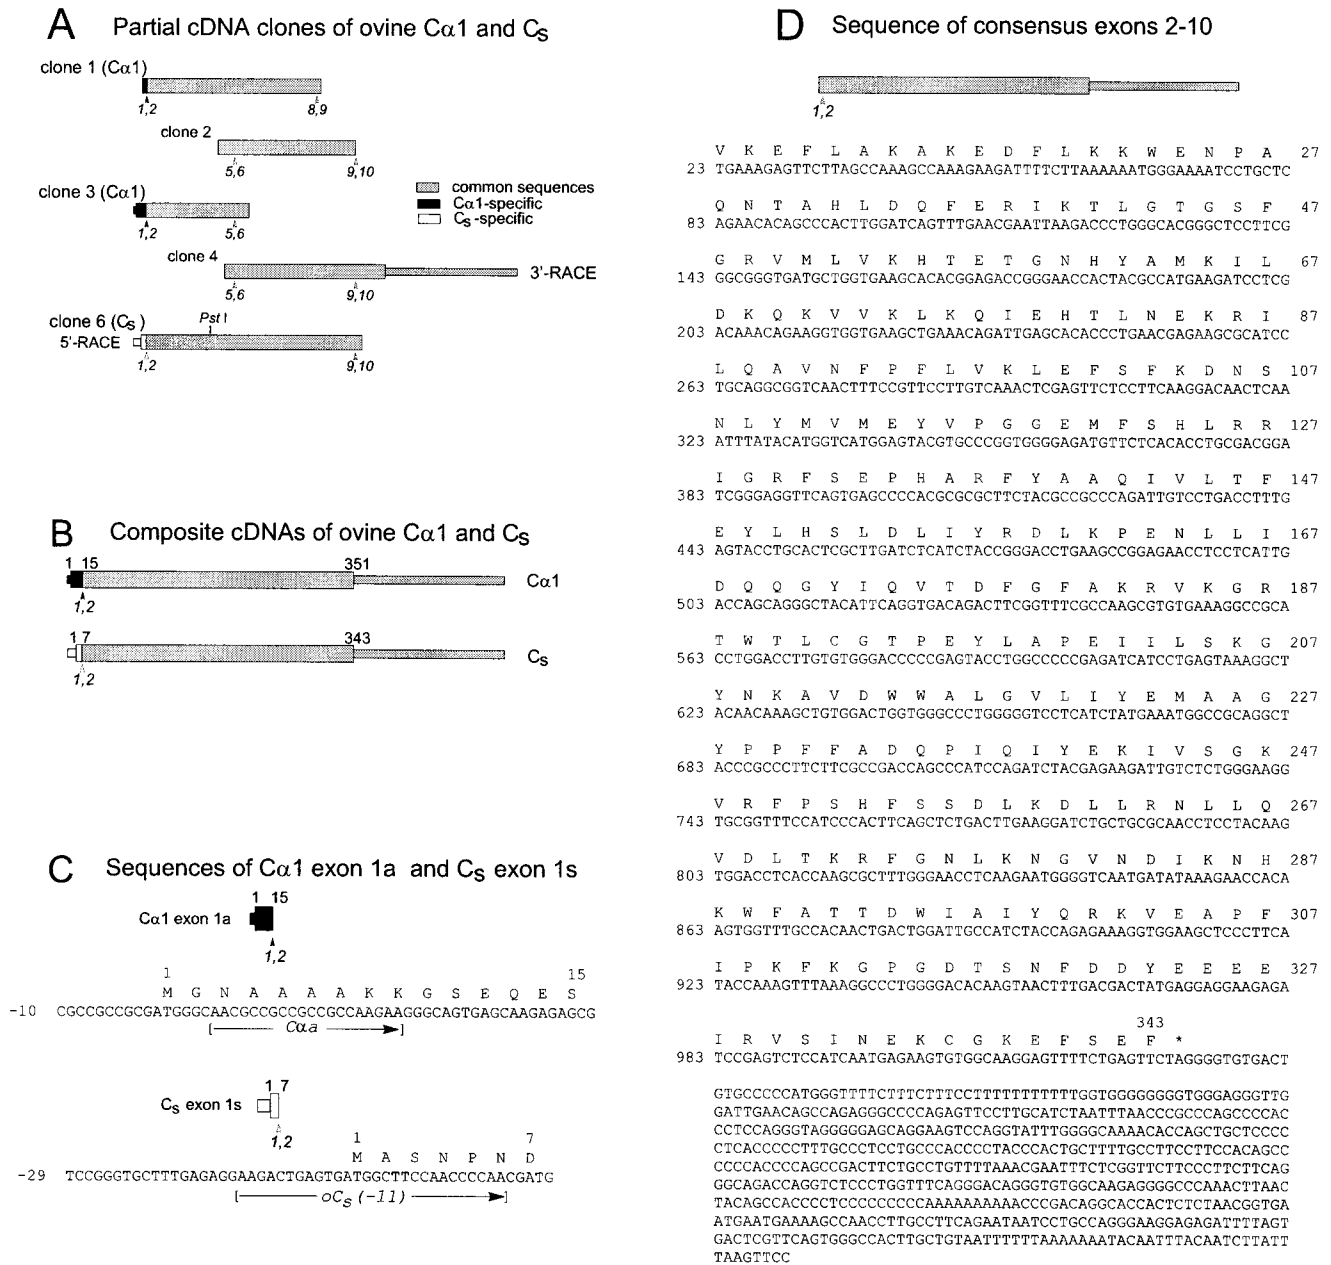 A Partial cDNA clones of ovine Cα1 and CS
clone 1 (Cα1)
1,2 8,9
clone 2
5,6 9,10
clone 3 (Cα1)
1,2 5,6
common sequences
Cα1-specific
CS-specific
clone 4
3'-RACE
5,6 9,10
clone 6 (CS)
5'-RACE
Pst I
1,2 9,10
B Composite cDNAs of ovine Cα1 and CS
1 15 351
Cα1
1,2
1 7 343
CS
1,2
C Sequences of Cα1 exon 1a and CS exon 1s
1 15
Cα1 exon 1a
1,2
1 15
M G N A A A A K K G S E Q E S
-10 CGCCGCCGCGATGGGCAACGCCGCCGCCGCCAAGAAGGGCAGTGAGCAAGAGAGCG
Cαa
1 7
CS exon 1s
1,2
1 7
M A S N P N D
-29 TCCGGGTGCTTTGAGAGGAAGACTGAGTGATGGCTTCCAACCCCAACGATG
oCS (-11)
D Sequence of consensus exons 2-10
1,2
V K E F L A K A K E D F L K K W E N P A 27
23 TGAAAGAGTTCTTAGCCAAAGCCAAAGAAGATTTTCTTAAAAAATGGGAAAATCCTGCTC
Q N T A H L D Q F E R I K T L G T G S F 47
83 AGAACACAGCCCACTTGGATCAGTTTGAACGAATTAAGACCCTGGGCACGGGCTCCTTCG
G R V M L V K H T E T G N H Y A M K I L 67
143 GGCGGGTGATGCTGGTGAAGCACACGGAGACCGGGAACCACTACGCCATGAAGATCCTCG
D K Q K V V K L K Q I E H T L N E K R I 87
203 ACAAACAGAAGGTGGTGAAGCTGAAACAGATTGAGCACACCCTGAACGAGAAGCGCATCC
L Q A V N F P F L V K L E F S F K D N S 107
263 TGCAGGCGGTCAACTTTCCGTTCCTTGTCAAACTCGAGTTCTCCTTCAAGGACAACTCAA
N L Y M V M E Y V P G G E M F S H L R R 127
323 ATTTATACATGGTCATGGAGTACGTGCCCGGTGGGGAGATGTTCTCACACCTGCGACGGA
I G R F S E P H A R F Y A A Q I V L T F 147
383 TCGGGAGGTTCAGTGAGCCCCACGCGCGCTTCTACGCCGCCCAGATTGTCCTGACCTTTG
E Y L H S L D L I Y R D L K P E N L L I 167
443 AGTACCTGCACTCGCTTGATCTCATCTACCGGGACCTGAAGCCGGAGAACCTCCTCATTG
D Q Q G Y I Q V T D F G F A K R V K G R 187
503 ACCAGCAGGGCTACATTCAGGTGACAGACTTCGGTTTCGCCAAGCGTGTGAAAGGCCGCA
T W T L C G T P E Y L A P E I I L S K G 207
563 CCTGGACCTTGTGTGGGACCCCCGAGTACCTGGCCCCCGAGATCATCCTGAGTAAAGGCT
Y N K A V D W W A L G V L I Y E M A A G 227
623 ACAACAAAGCTGTGGACTGGTGGGCCCTGGGGGTCCTCATCTATGAAATGGCCGCAGGCT
Y P P F F A D Q P I Q I Y E K I V S G K 247
683 ACCCGCCCTTCTTCGCCGACCAGCCCATCCAGATCTACGAGAAGATTGTCTCTGGGAAGG
V R F P S H F S S D L K D L L R N L L Q 267
743 TGCGGTTTCCATCCCACTTCAGCTCTGACTTGAAGGATCTGCTGCGCAACCTCCTACAAG
V D L T K R F G N L K N G V N D I K N H 287
803 TGGACCTCACCAAGCGCTTTGGGAACCTCAAGAATGGGGTCAATGATATAAAGAACCACA
K W F A T T D W I A I Y Q R K V E A P F 307
863 AGTGGTTTGCCACAACTGACTGGATTGCCATCTACCAGAGAAAGGTGGAAGCTCCCTTCA
I P K F K G P G D T S N F D D Y E E E E 327
923 TACCAAAGTTTAAAGGCCCTGGGGACACAAGTAACTTTGACGACTATGAGGAGGAAGAGA
343
I R V S I N E K C G K E F S E F *
983 TCCGAGTCTCCATCAATGAGAAGTGTGGCAAGGAGTTTTCTGAGTTCTAGGGGTGTGACT
GTGCCCCCATGGGTTTTCTTTCTTTCCTTTTTTTTTTTGGTGGGGGGGGTGGGAGGGTTG
GATTGAACAGCCAGAGGGCCCCAGAGTTCCTTGCATCTAATTTAACCCGCCCAGCCCCAC
CCTCCAGGGTAGGGGGAGCAGGAAGTCCAGGTATTTGGGGCAAAACACCAGCTGCTCCCC
CTCACCCCCTTTGCCCTCCTGCCCACCCCTACCCACTGCTTTTGCCTTCCTTCCACAGCC
CCCCACCCCAGCCGACTTCTGCCTGTTTTAAACGAATTTCTCGGTTCTTCCCTTCTTCAG
GGCAGACCAGGTCTCCCTGGTTTCAGGGACAGGTGTGGCAAGAGGGGCCCAAACTTAAC
TACAGCCACCCCTCCCCCCCCCCAAAAAAAAAACCCGACAGGCACCACTCTCTAACGGTGA
ATGAATGAAAAGCCAACCTTGCCTTCAGAATAATCCTGCCAGGGAAGGAGAGATTTTAGT
GACTCGTTCAGTGGGCCACTTGCTGTAATTTTTTAAAAAAATACAATTTACAATCTTATT
TAAGTTCC